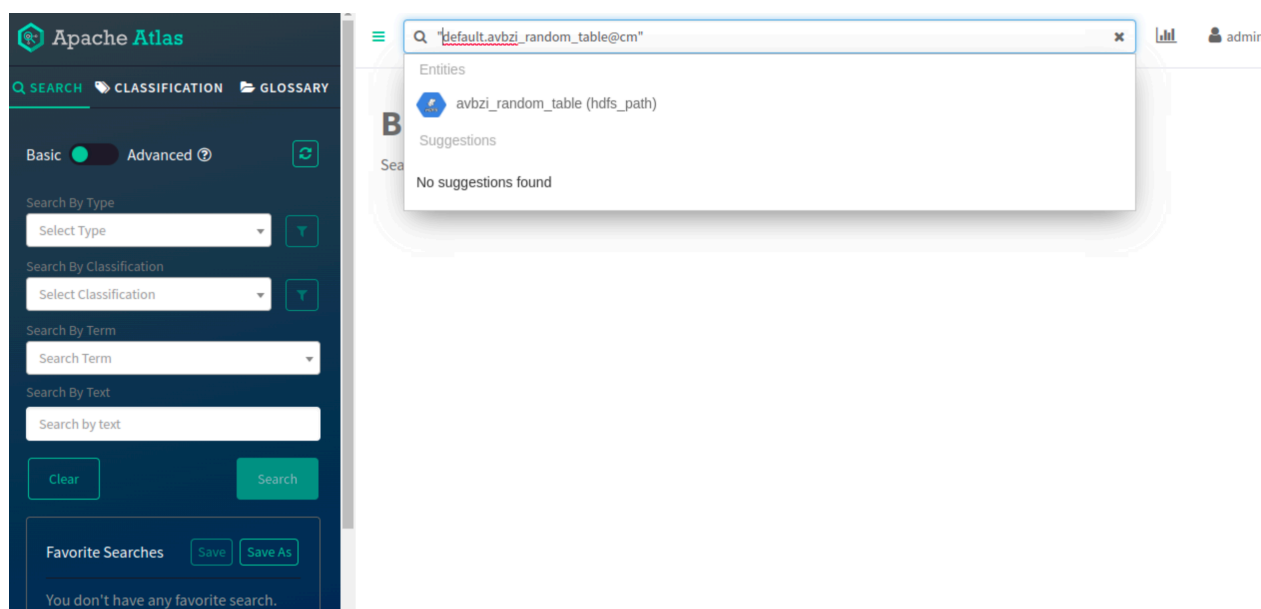 Apache Atlas
"default.avbzi_random_table@cm"
admin
SEARCH CLASSIFICATION GLOSSARY
Entities
avbzi_random_table (hdfs_path)
Suggestions
No suggestions found
B
Sea
Basic Advanced
Search By Type
Select Type
Search By Classification
Select Classification
Search By Term
Search Term
Search By Text
Search by text
Clear Search
Favorite Searches Save Save As
You don't have any favorite search.